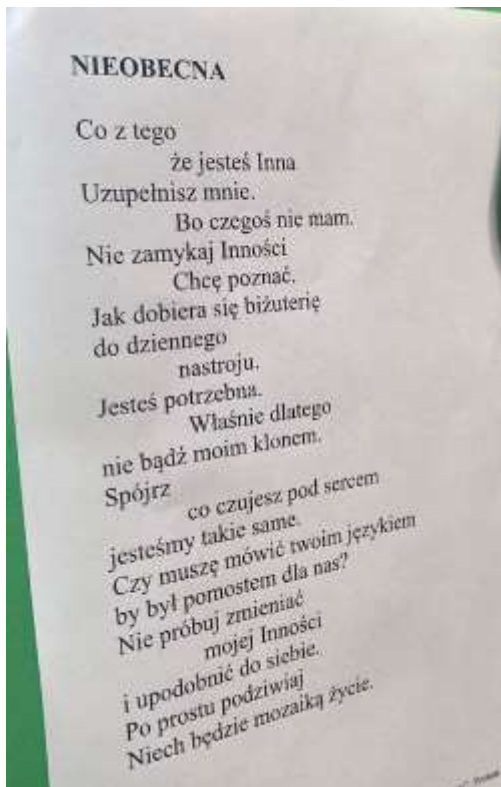 NIEOBECNA
Co z tego
że jesteś Inna
Uzupełnisz mnie.
Bo czegoś nie mam.
Nie zamykaj Inności
Chcę poznać.
Jak dobiera się biżuterię
do dziennego
nastroju.
Jesteś potrzebna.
Właśnie dlatego
nie bądź moim klonem.
Spójrz
co czujesz pod sercem
jesteśmy takie same.
Czy muszę mówić twoim językiem
by był pomostem dla nas?
Nie próbuj zmieniać
mojej Inności
i upodobnić do siebie.
Po prostu podziwiaj
Niech będzie mozaiką życie.